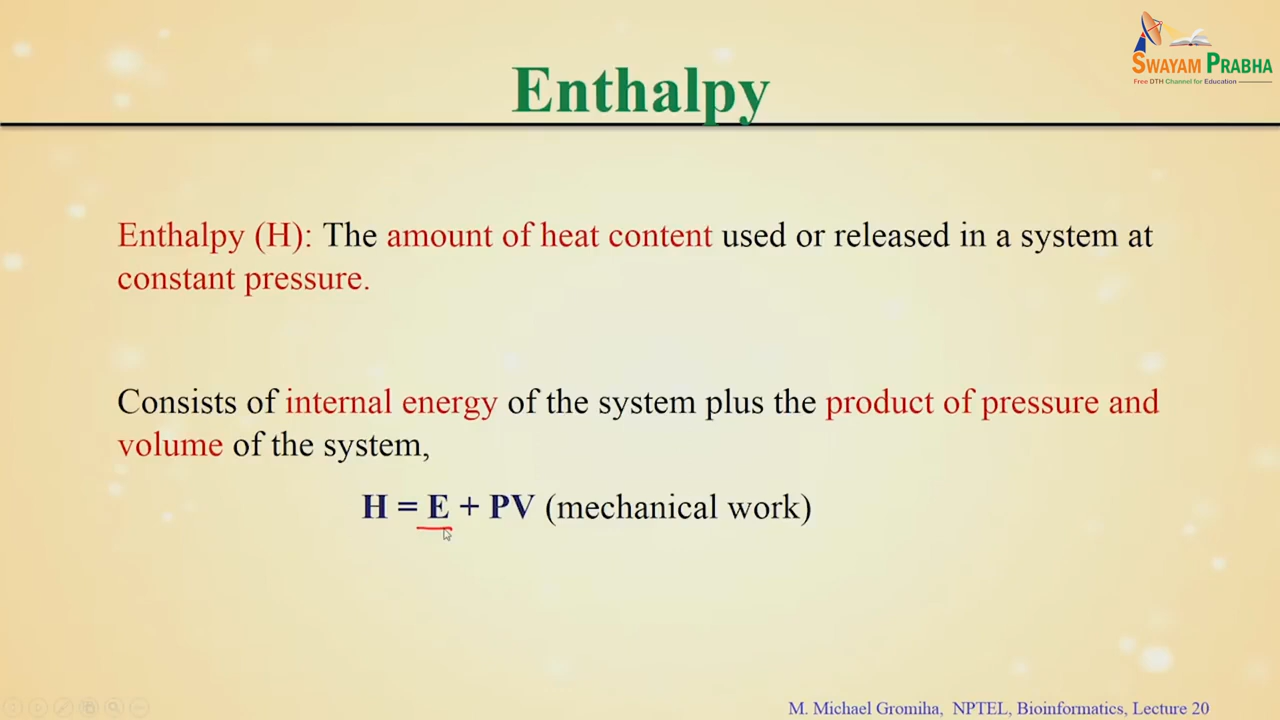 SWAYAM PRABHA
Free DTH Channel for Education
Enthalpy
Enthalpy (H): The amount of heat content used or released in a system at
constant pressure.
Consists of internal energy of the system plus the product of pressure and
volume of the system,
H = E + PV (mechanical work)
M. Michael Gromiha, NPTEL, Bioinformatics, Lecture 20